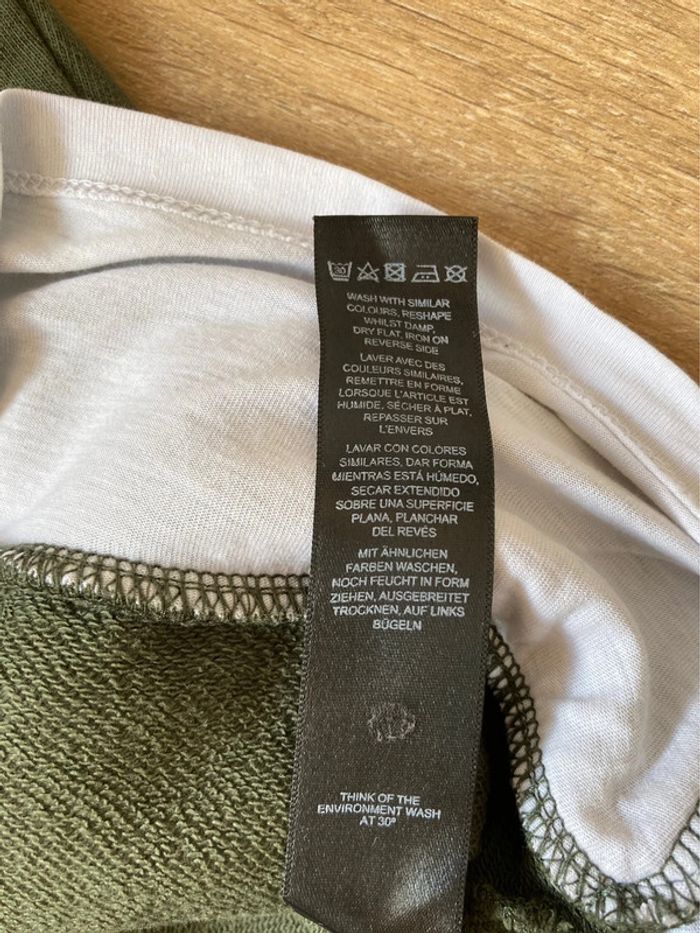 30
WASH WITH SIMILAR
COLOURS, RESHAPE
WHILST DAMP,
DRY FLAT, IRON ON
REVERSE SIDE
LAVER AVEC DES
COULEURS SIMILAIRES,
REMETTRE EN FORME
LORSQUE L'ARTICLE EST
HUMIDE, SÉCHER À PLAT,
REPASSER SUR
L'ENVERS
LAVAR CON COLORES
SIMILARES, DAR FORMA
MIENTRAS ESTÁ HÚMEDO,
SECAR EXTENDIDO
SOBRE UNA SUPERFICIE
PLANA, PLANCHAR
DEL REVÉS
MIT ÄHNLICHEN
FARBEN WASCHEN,
NOCH FEUCHT IN FORM
ZIEHEN, AUSGEBREITET
TROCKNEN, AUF LINKS
BÜGELN
THINK OF THE
ENVIRONMENT WASH
AT 30º